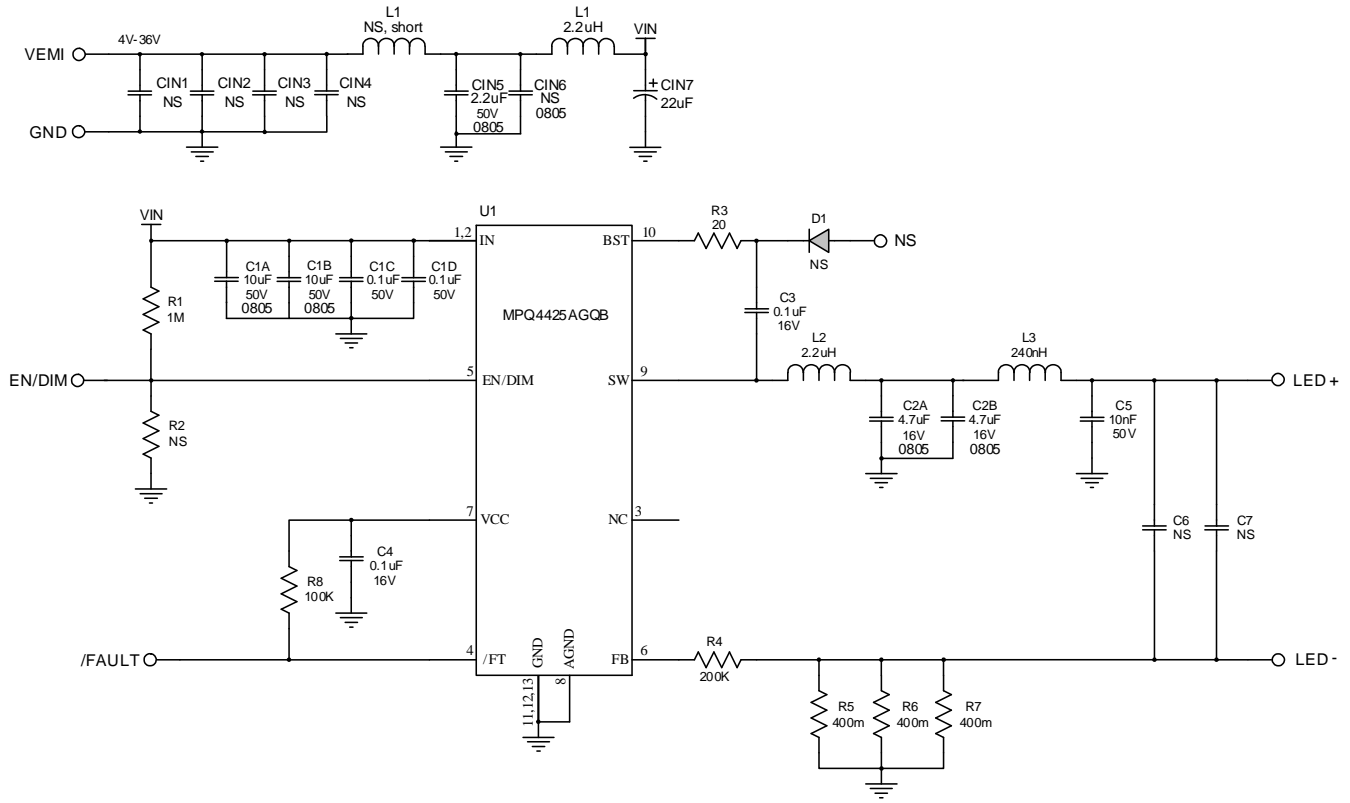 L1
NS, short
L1
2.2uH
VIN
VEMI
4V-36V
CIN1
NS
CIN2
NS
CIN3
NS
CIN4
NS
CIN5
2.2uF
50V
0805
CIN6
NS
0805
+
CIN7
22uF
GND
VIN
U1
1,2
IN
BST
10
R3
20
D1
NS
NS
C1A
10uF
50V
0805
C1B
10uF
50V
0805
C1C
0.1uF
50V
C1D
0.1uF
50V
R1
1M
MPQ4425AGQB
C3
0.1uF
16V
L2
2.2uH
L3
240nH
EN/DIM
5
EN/DIM
SW
9
LED+
R2
NS
C2A
4.7uF
16V
0805
C2B
4.7uF
16V
0805
C5
10nF
50V
7
VCC
NC
3
C6
NS
C7
NS
C4
0.1uF
16V
R8
100K
/FAULT
4
/FT
GND
AGND
FB
6
R4
200K
LED-
11,12,13
8
R5
400m
R6
400m
R7
400m